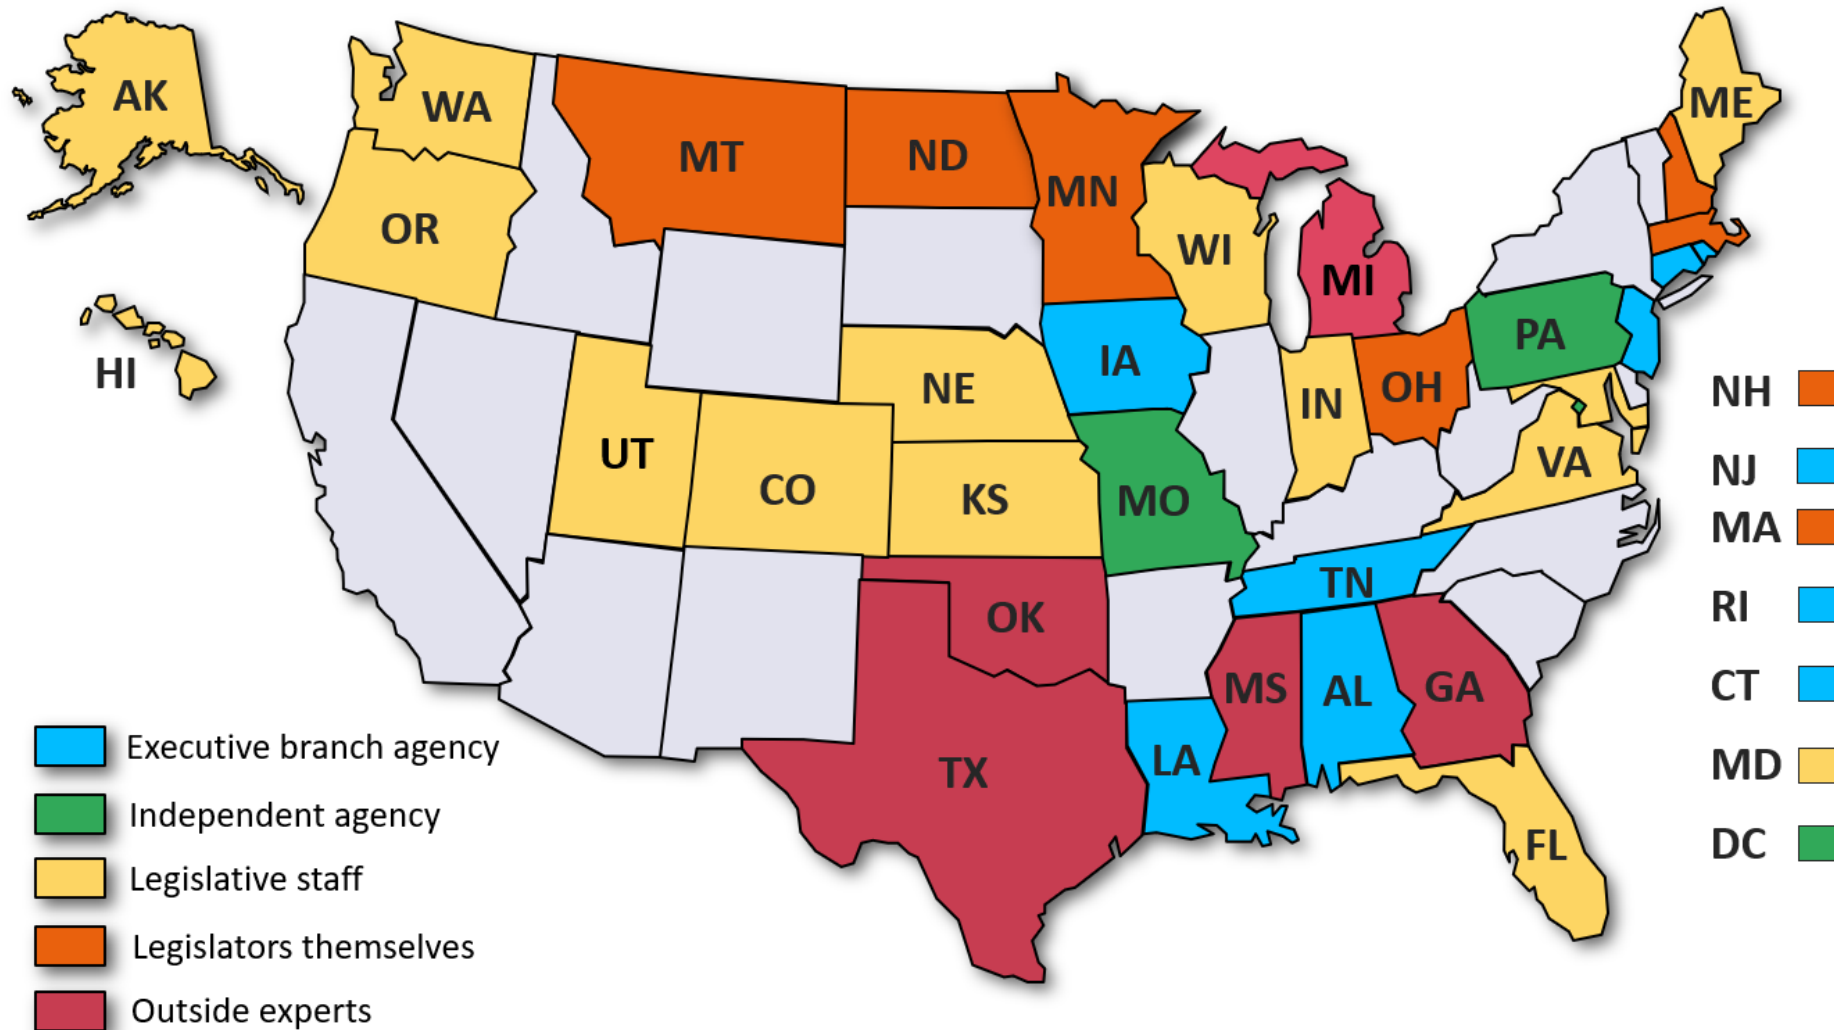 AK
WA
MT
ND
MN
ME
OR
WI
MI
HI
IA
PA
NE
IN
OH
UT
CO
KS
MO
VA
TN
OK
MS
AL
GA
TX
LA
FL
NH
NJ
MA
RI
CT
MD
DC
Executive branch agency
Independent agency
Legislative staff
Legislators themselves
Outside experts